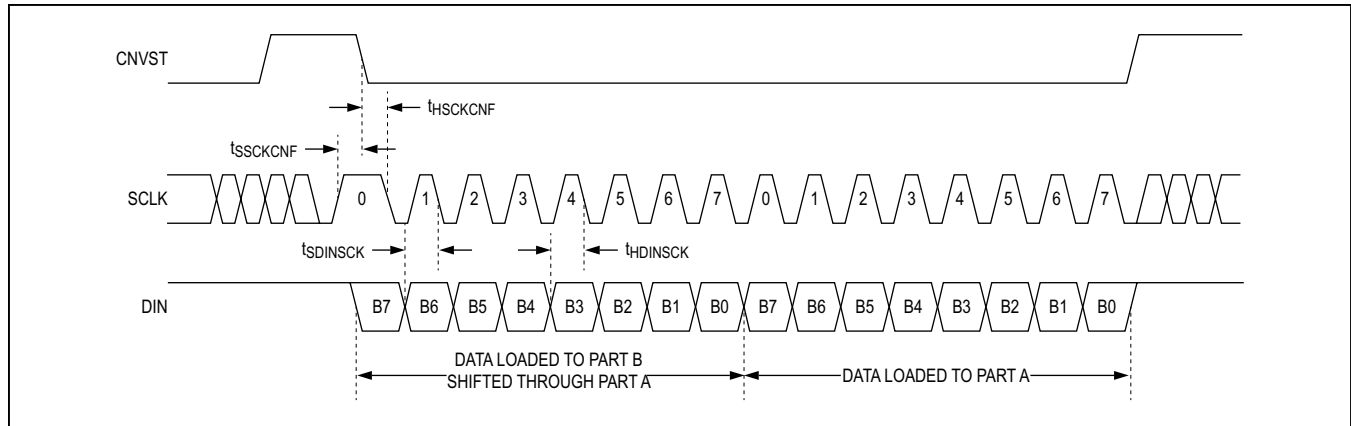 CNVST
tHSCKCNF
tSSCKCNF
SCLK
0 1 2 3 4 5 6 7 0 1 2 3 4 5 6 7
tSDINSCK
tHDINSCK
DIN
B7 B6 B5 B4 B3 B2 B1 B0 B7 B6 B5 B4 B3 B2 B1 B0
DATA LOADED TO PART B
SHIFTED THROUGH PART A
DATA LOADED TO PART A